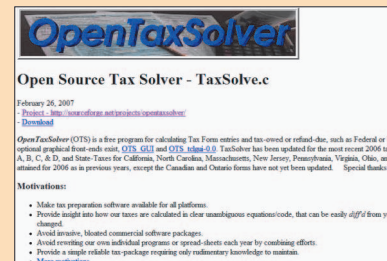 OpenTaxSolver
Open Source Tax Solver - TaxSolve.c
February 26, 2007
- Project - http://sourceforge.net/projects/opentaxsolver/
- Download
OpenTaxSolver (OTS) is a free program for calculating Tax Form entries and tax-owed or refund-due, such as Federal or
optional graphical front-ends exist, OTS_GUI and OTS_tclgui-0.0. TaxSolver has been updated for the most recent 2006 t
A, B, C, & D, and State-Taxes for California, North Carolina, Massachusetts, New Jersey, Pennsylvania, Virginia, Ohio, an
attained for 2006 as in previous years, except the Canadian and Ontario forms have not yet been updated. Special thanks
Motivations:
• Make tax preparation software available for all platforms.
• Provide insight into how our taxes are calculated in clear unambiguous equations/code, that can be easily diff'd from y
changed.
• Avoid invasive, bloated commercial software packages.
• Avoid rewriting our own individual programs or spread-sheets each year by combining efforts.
• Provide a simple reliable tax-package requiring only rudimentary knowledge to maintain.
• More motivations